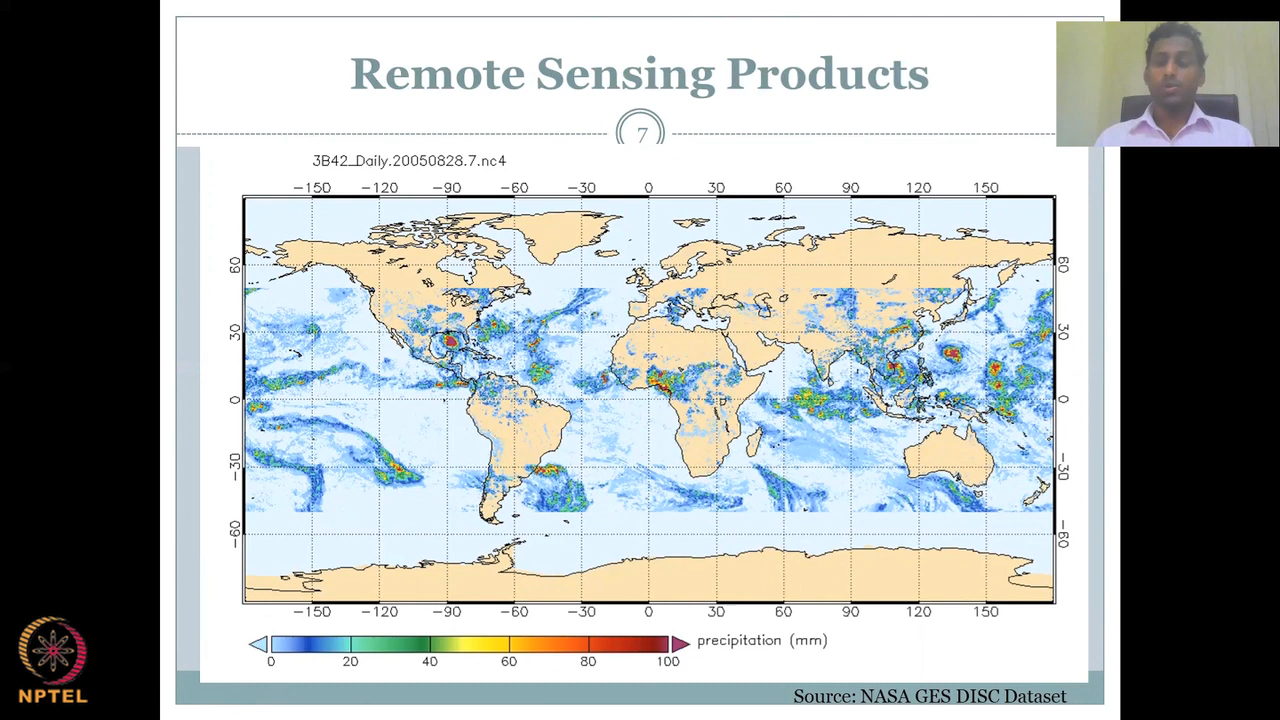 Remote Sensing Products
7
3B42_Daily.20050828.7.nc4
-150 -120 -90 -60 -30 0 30 60 90 120 150
60 60
30 30
0 0
-30 -30
-60 -60
-150 -120 -90 -60 -30 0 30 60 90 120 150
precipitation (mm)
0 20 40 60 80 100
NPTEL
Source: NASA GES DISC Dataset